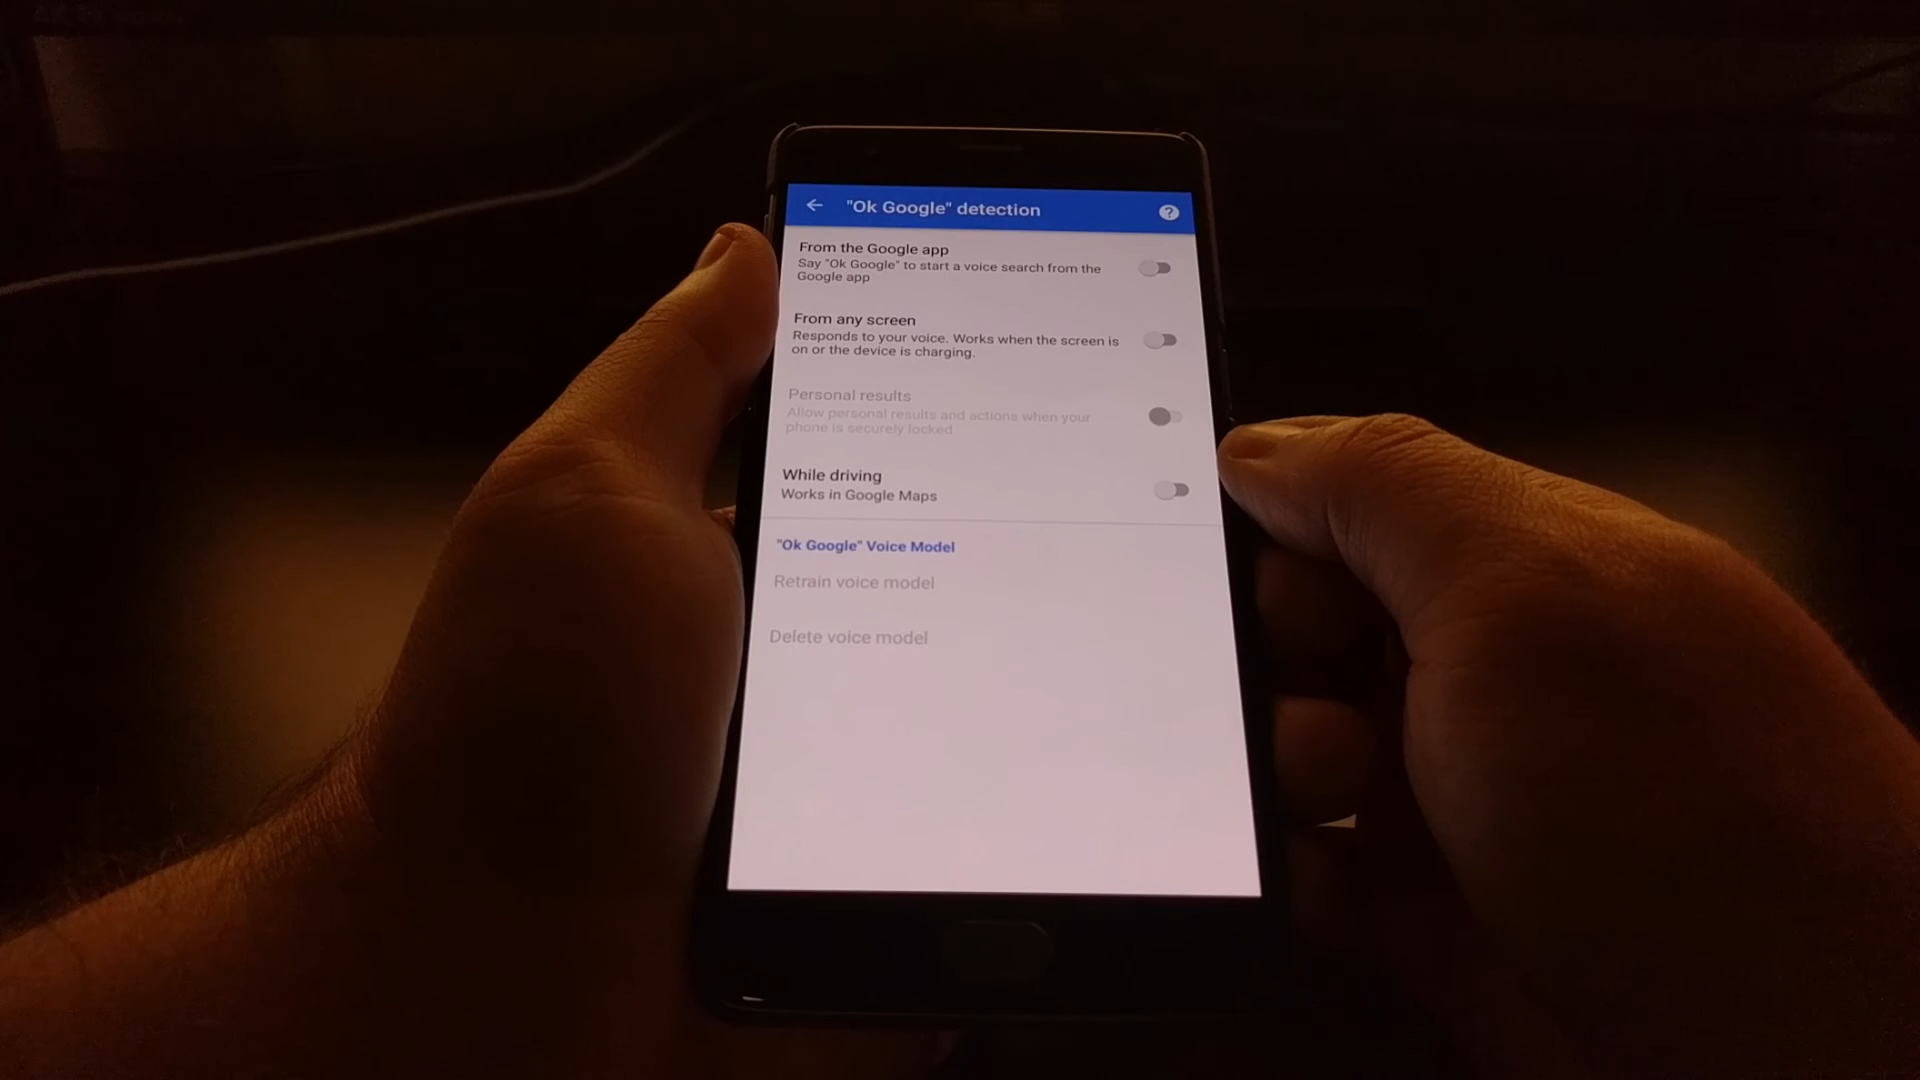 "Ok Google" detection
?
From the Google app
Say "Ok Google" to start a voice search from the
Google app
From any screen
Responds to your voice. Works when the screen is
on or the device is charging.
Personal results
Allow personal results and actions when your
phone is securely locked
While driving
Works in Google Maps
"Ok Google" Voice Model
Retrain voice model
Delete voice model